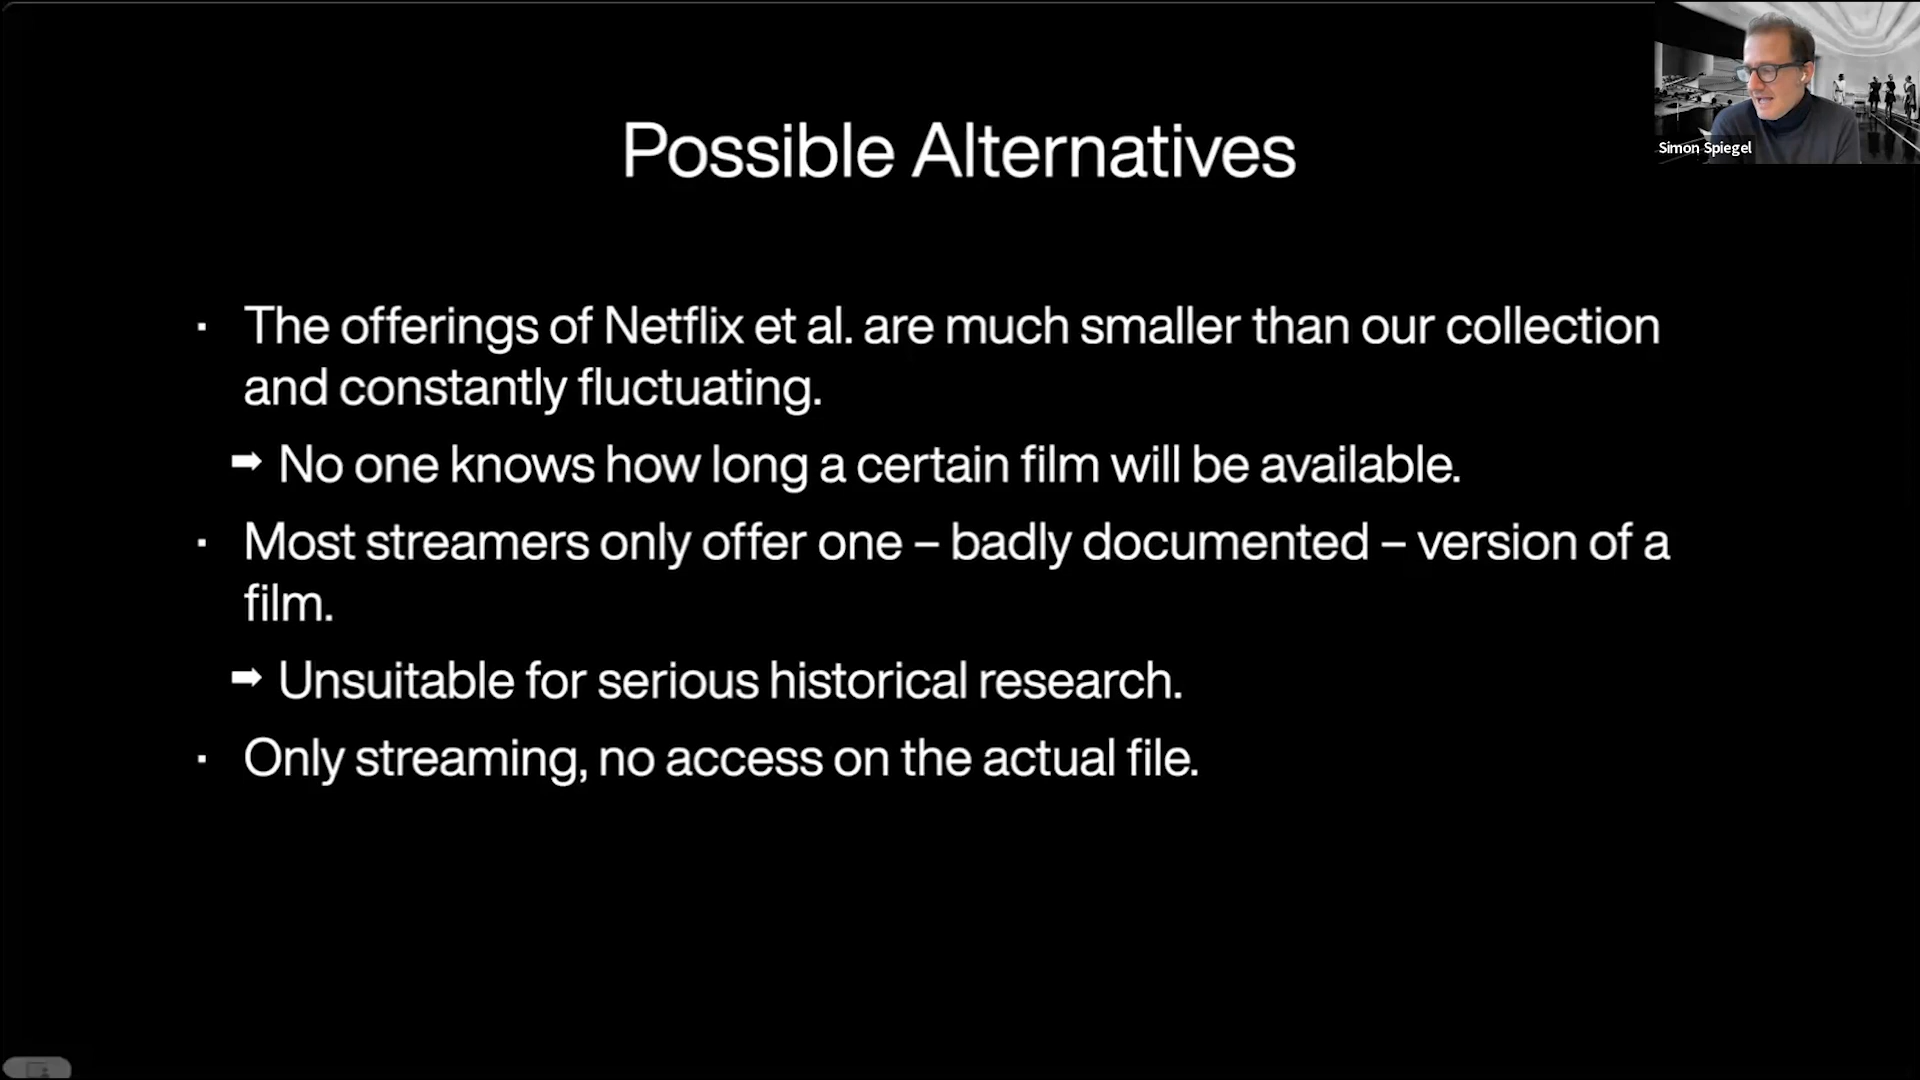 Possible Alternatives
Simon Spiegel
· The offerings of Netflix et al. are much smaller than our collection
and constantly fluctuating.
➡ No one knows how long a certain film will be available.
· Most streamers only offer one – badly documented – version of a
film.
➡ Unsuitable for serious historical research.
· Only streaming, no access on the actual file.